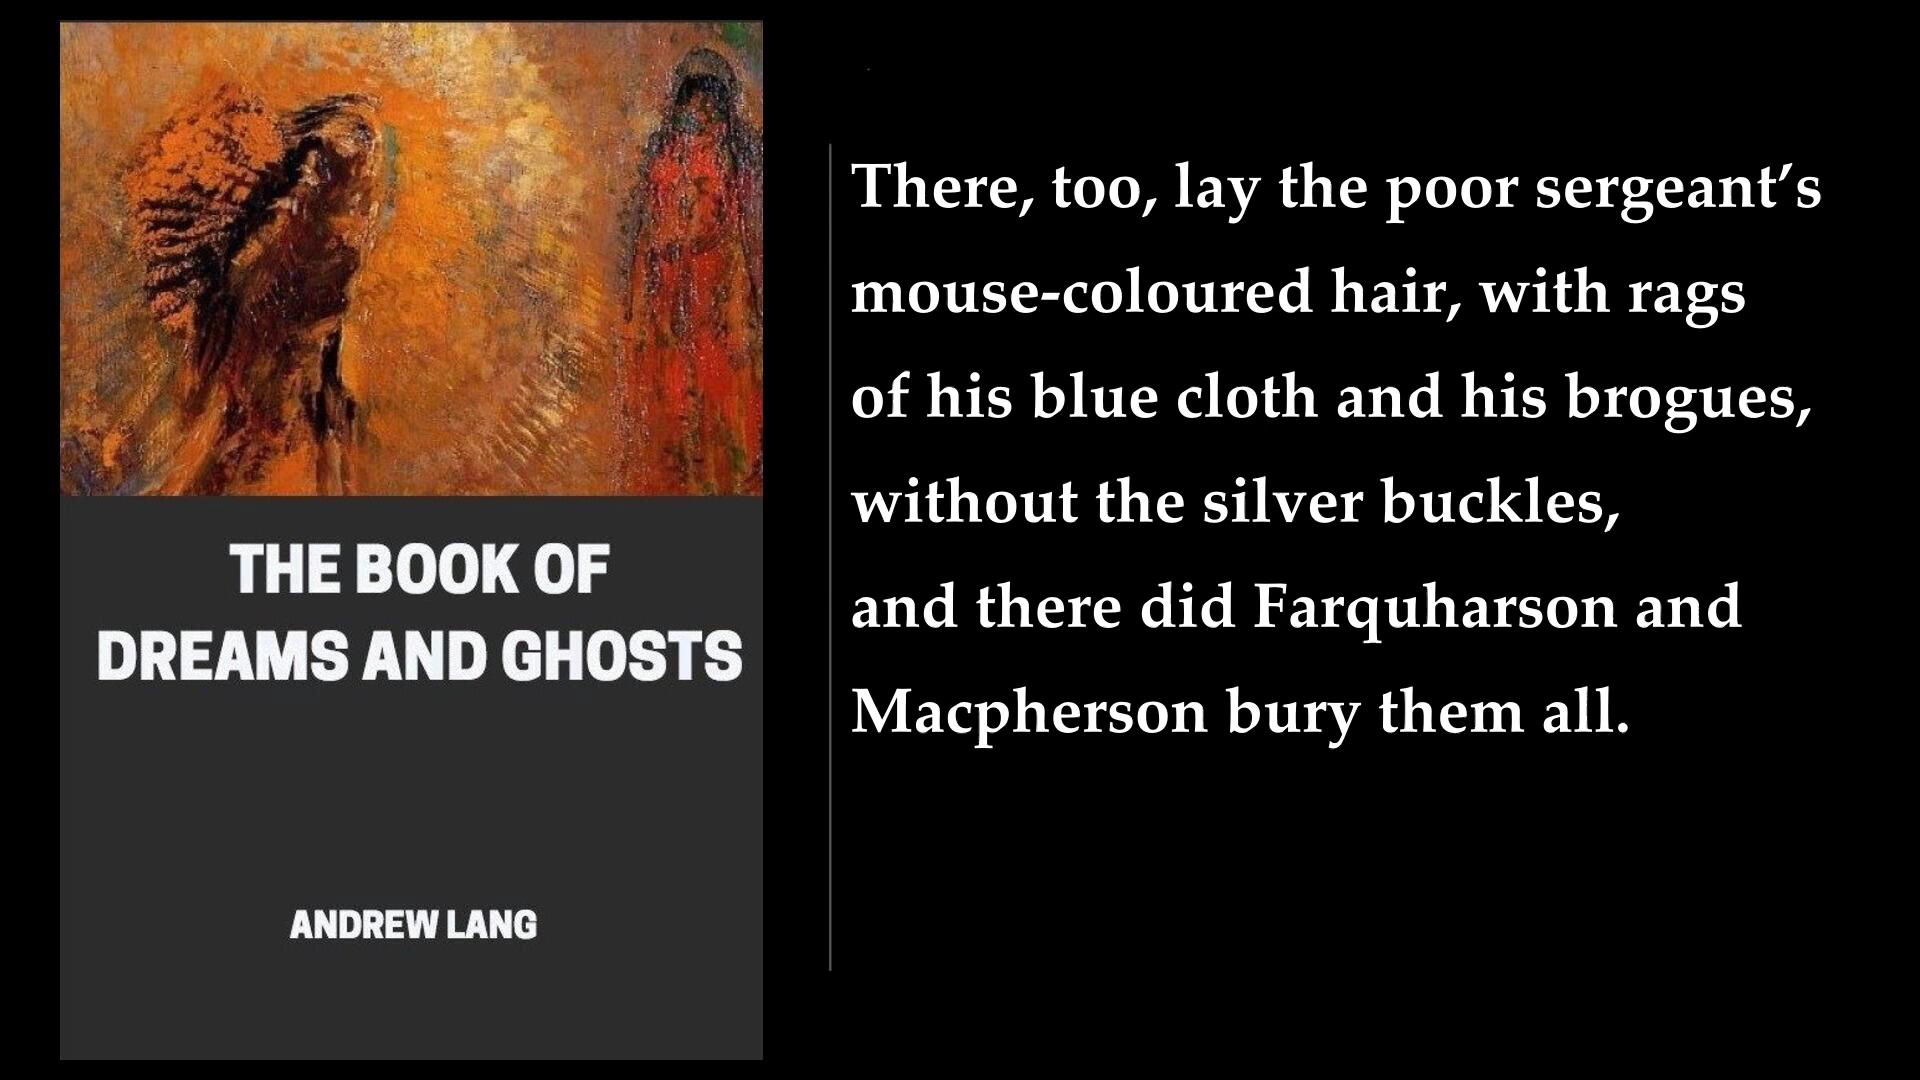 THE BOOK OF
DREAMS AND GHOSTS
ANDREW LANG
There, too, lay the poor sergeant’s
mouse-coloured hair, with rags
of his blue cloth and his brogues,
without the silver buckles,
and there did Farquharson and
Macpherson bury them all.